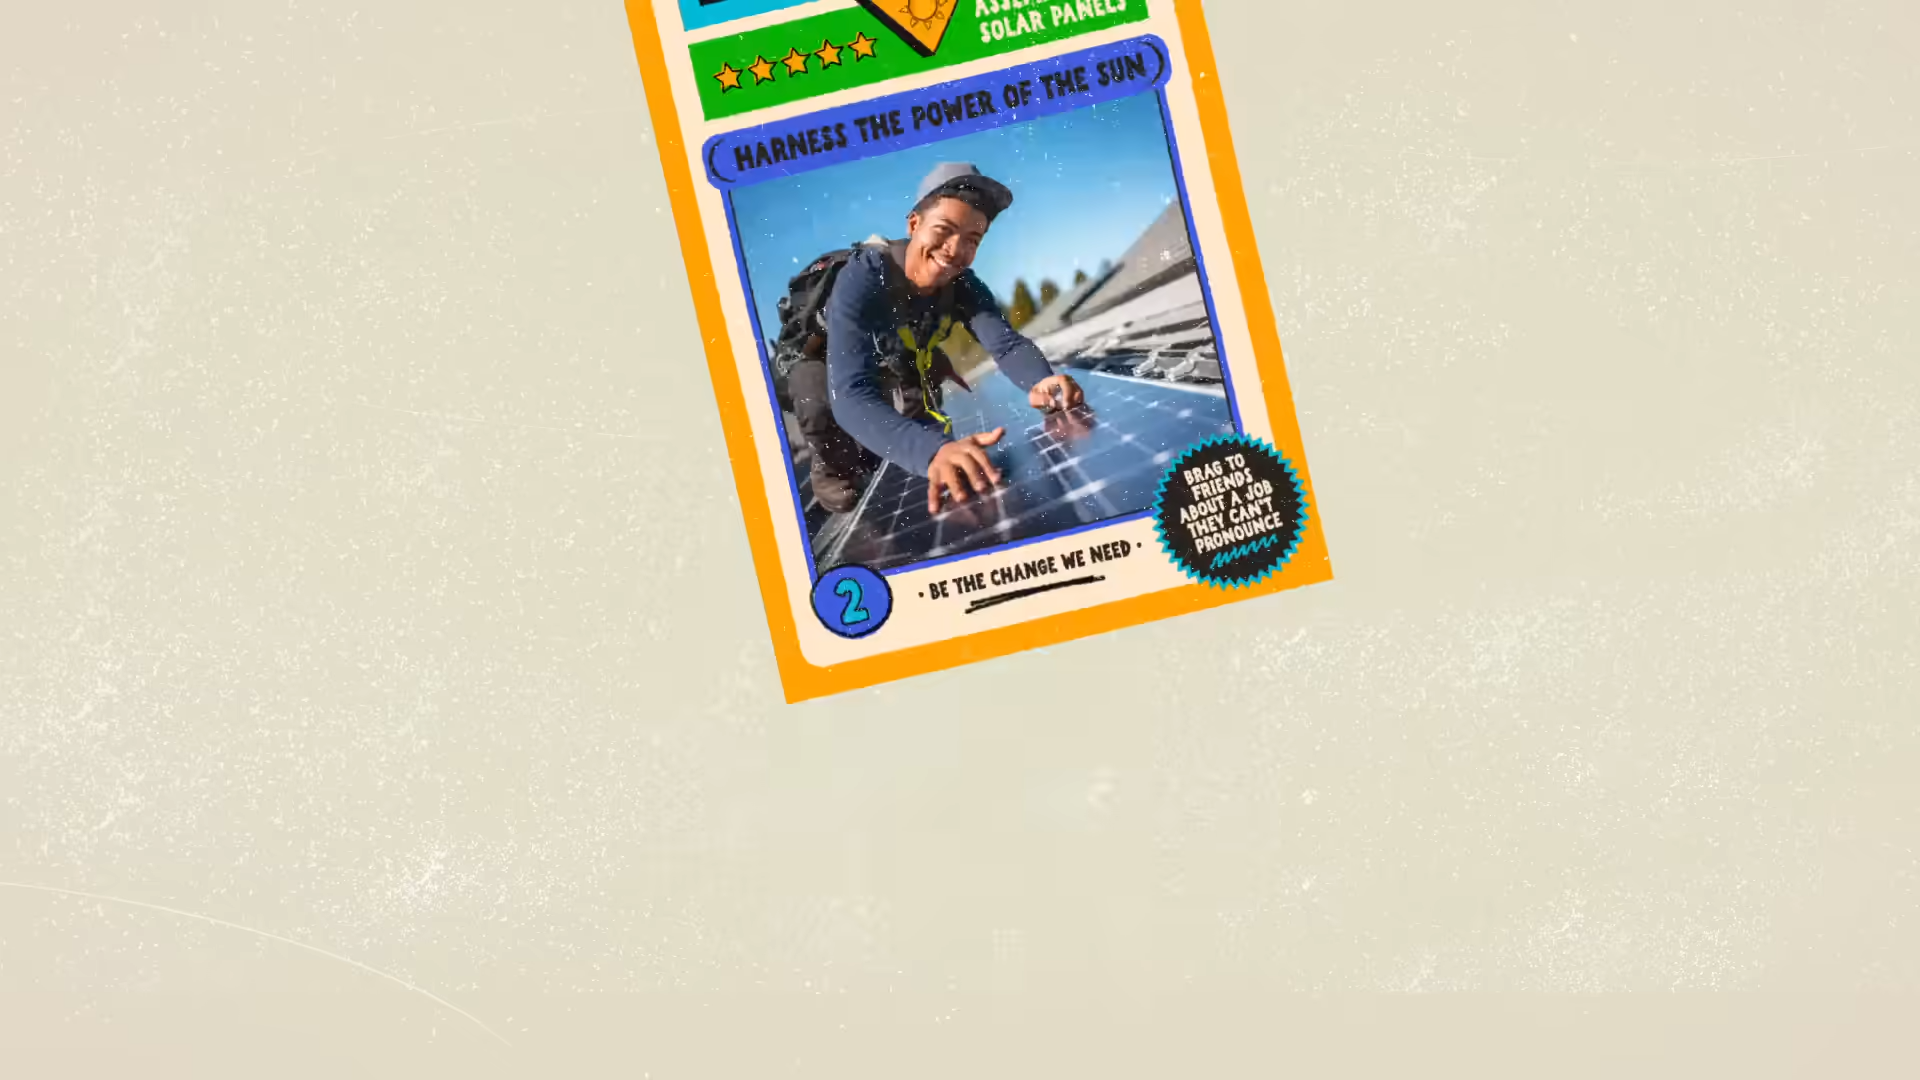 SOLAR PANELS
HARNESS THE POWER OF THE SUN
BRAG TO
FRIENDS
ABOUT A JOB
THEY CAN'T
PRONOUNCE
· BE THE CHANGE WE NEED ·
2